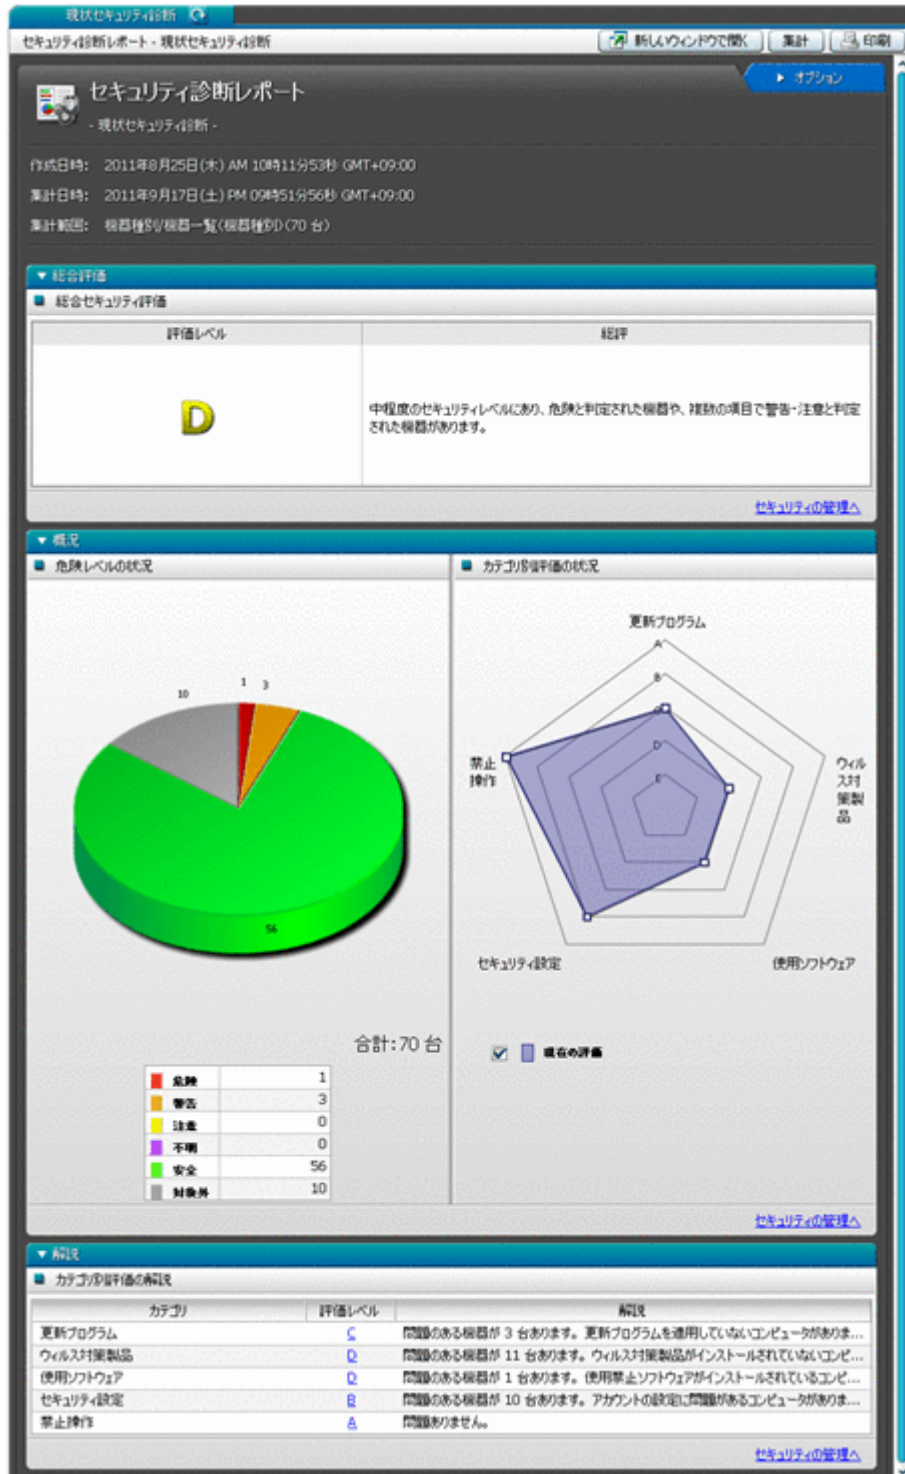 現状セキュリティ診断
セキュリティ診断レポート - 現状セキュリティ診断
新しいウィンドウで開く 集計 印刷
オプション
セキュリティ診断レポート
- 現状セキュリティ診断 -
作成日時: 2011年8月25日(木) AM 10時11分53秒 GMT+09:00
集計日時: 2011年9月17日(土) PM 09時51分56秒 GMT+09:00
集計範囲: 機器種別/機器一覧(機器種別)(70 台)
総合評価
総合セキュリティ評価
評価レベル 総評
D
中程度のセキュリティレベルにあり、危険と判定された機器や、複数の項目で警告・注意と判定
された機器があります。
セキュリティの管理へ
概況
危険レベルの状況
カテゴリ別評価の状況
10 1 3
56
合計:70 台
危険 1
警告 3
注意 0
不明 0
安全 56
対象外 10
更新プログラム
A
B
C
D
E
禁止
操作
ウィル
ス対
策製
品
セキュリティ設定
使用ソフトウェア
現在の評価
セキュリティの管理へ
解説
カテゴリ別評価の解説
カテゴリ 評価レベル 解説
更新プログラム C 問題のある機器が 3 台あります。更新プログラムを適用していないコンピュータがありま...
ウィルス対策製品 D 問題のある機器が 11 台あります。ウィルス対策製品がインストールされていないコンピ...
使用ソフトウェア D 問題のある機器が 1 台あります。使用禁止ソフトウェアがインストールされているコンピ...
セキュリティ設定 B 問題のある機器が 10 台あります。アカウントの設定に問題があるコンピュータがありま...
禁止操作 A 問題ありません。
セキュリティの管理へ